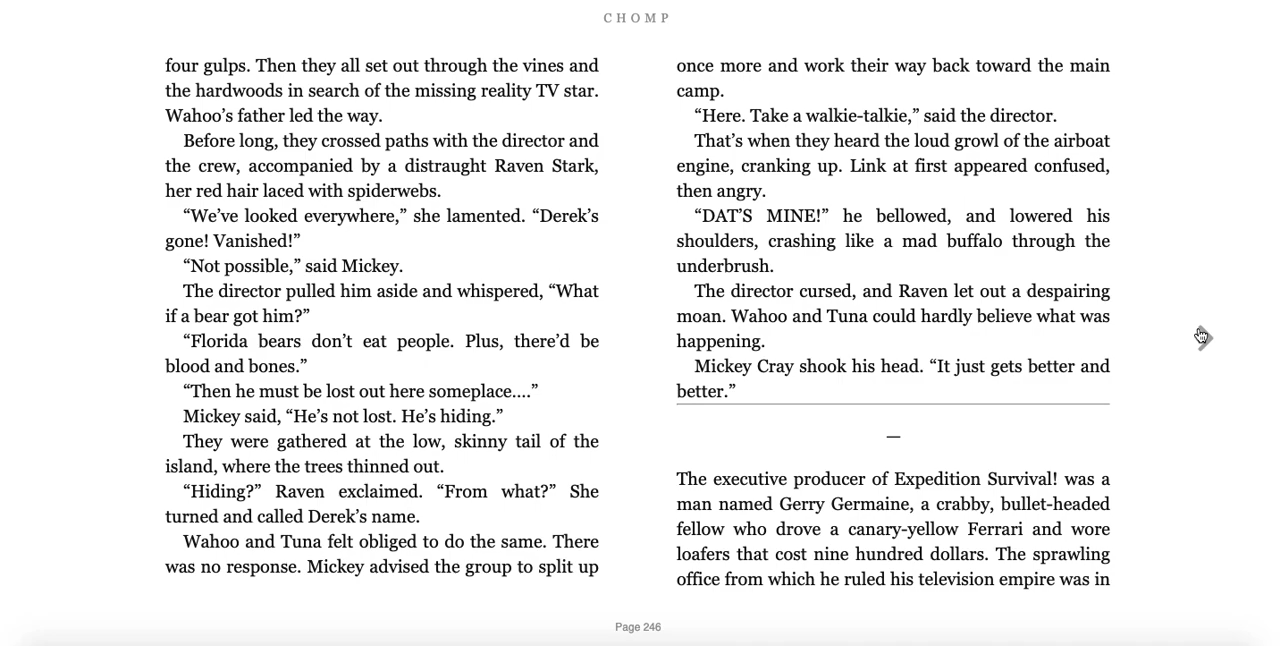 CHOMP
four gulps. Then they all set out through the vines and
the hardwoods in search of the missing reality TV star.
Wahoo’s father led the way.
Before long, they crossed paths with the director and
the crew, accompanied by a distraught Raven Stark,
her red hair laced with spiderwebs.
“We’ve looked everywhere,” she lamented. “Derek’s
gone! Vanished!”
“Not possible,” said Mickey.
The director pulled him aside and whispered, “What
if a bear got him?”
“Florida bears don’t eat people. Plus, there’d be
blood and bones.”
“Then he must be lost out here someplace....”
Mickey said, “He’s not lost. He’s hiding.”
They were gathered at the low, skinny tail of the
island, where the trees thinned out.
“Hiding?” Raven exclaimed. “From what?” She
turned and called Derek’s name.
Wahoo and Tuna felt obliged to do the same. There
was no response. Mickey advised the group to split up
once more and work their way back toward the main
camp.
“Here. Take a walkie-talkie,” said the director.
That’s when they heard the loud growl of the airboat
engine, cranking up. Link at first appeared confused,
then angry.
“DAT’S MINE!” he bellowed, and lowered his
shoulders, crashing like a mad buffalo through the
underbrush.
The director cursed, and Raven let out a despairing
moan. Wahoo and Tuna could hardly believe what was
happening.
Mickey Cray shook his head. “It just gets better and
better.”
—
The executive producer of Expedition Survival! was a
man named Gerry Germaine, a crabby, bullet-headed
fellow who drove a canary-yellow Ferrari and wore
loafers that cost nine hundred dollars. The sprawling
office from which he ruled his television empire was in
Page 246